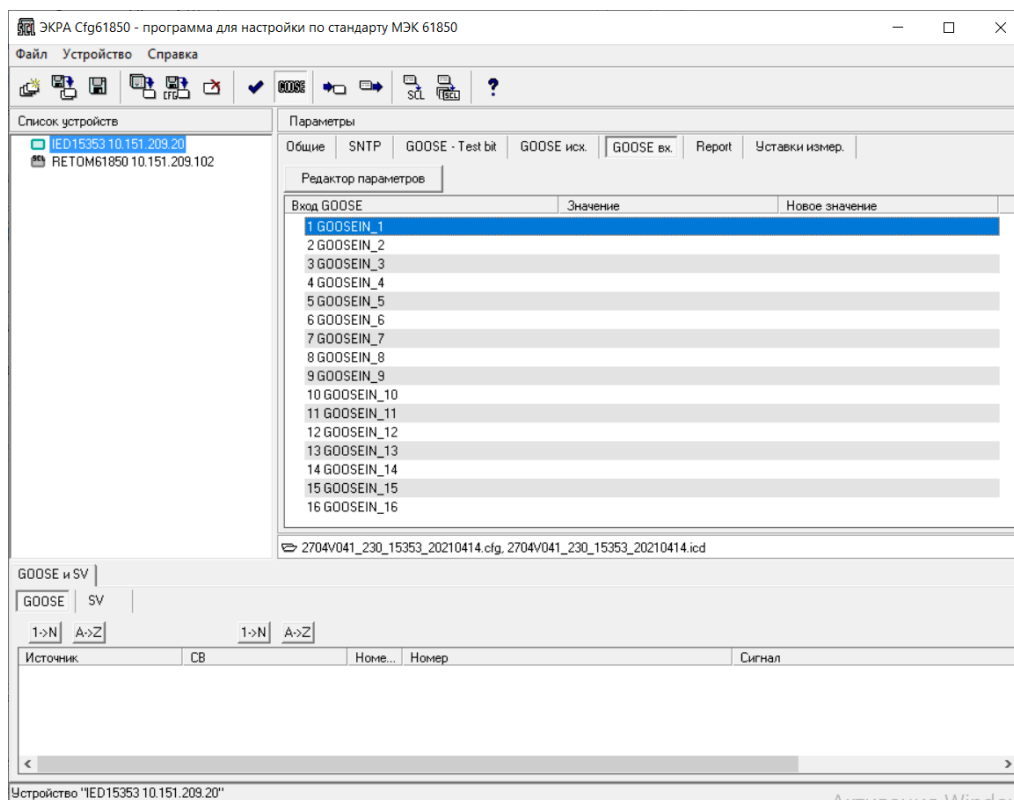 ЭКРА Cfg61850 - программа для настройки по стандарту МЭК 61850
Файл Устройство Справка
CFG GOOSE SCL TSCL ?
Список устройств
IED15353 10.151.209.20
RETOM61850 10.151.209.102
Параметры
Общие SNTP GOOSE - Test bit GOOSE исх. GOOSE вх. Report Уставки измер.
Редактор параметров
Вход GOOSE Значение Новое значение
1 GOOSEIN_1
2 GOOSEIN_2
3 GOOSEIN_3
4 GOOSEIN_4
5 GOOSEIN_5
6 GOOSEIN_6
7 GOOSEIN_7
8 GOOSEIN_8
9 GOOSEIN_9
10 GOOSEIN_10
11 GOOSEIN_11
12 GOOSEIN_12
13 GOOSEIN_13
14 GOOSEIN_14
15 GOOSEIN_15
16 GOOSEIN_16
2704V041_230_15353_20210414.cfg, 2704V041_230_15353_20210414.icd
GOOSE и SV
GOOSE SV
1->N A->Z 1->N A->Z
Источник СВ Номе... Номер Сигнал
Устройство "IED15353 10.151.209.20"